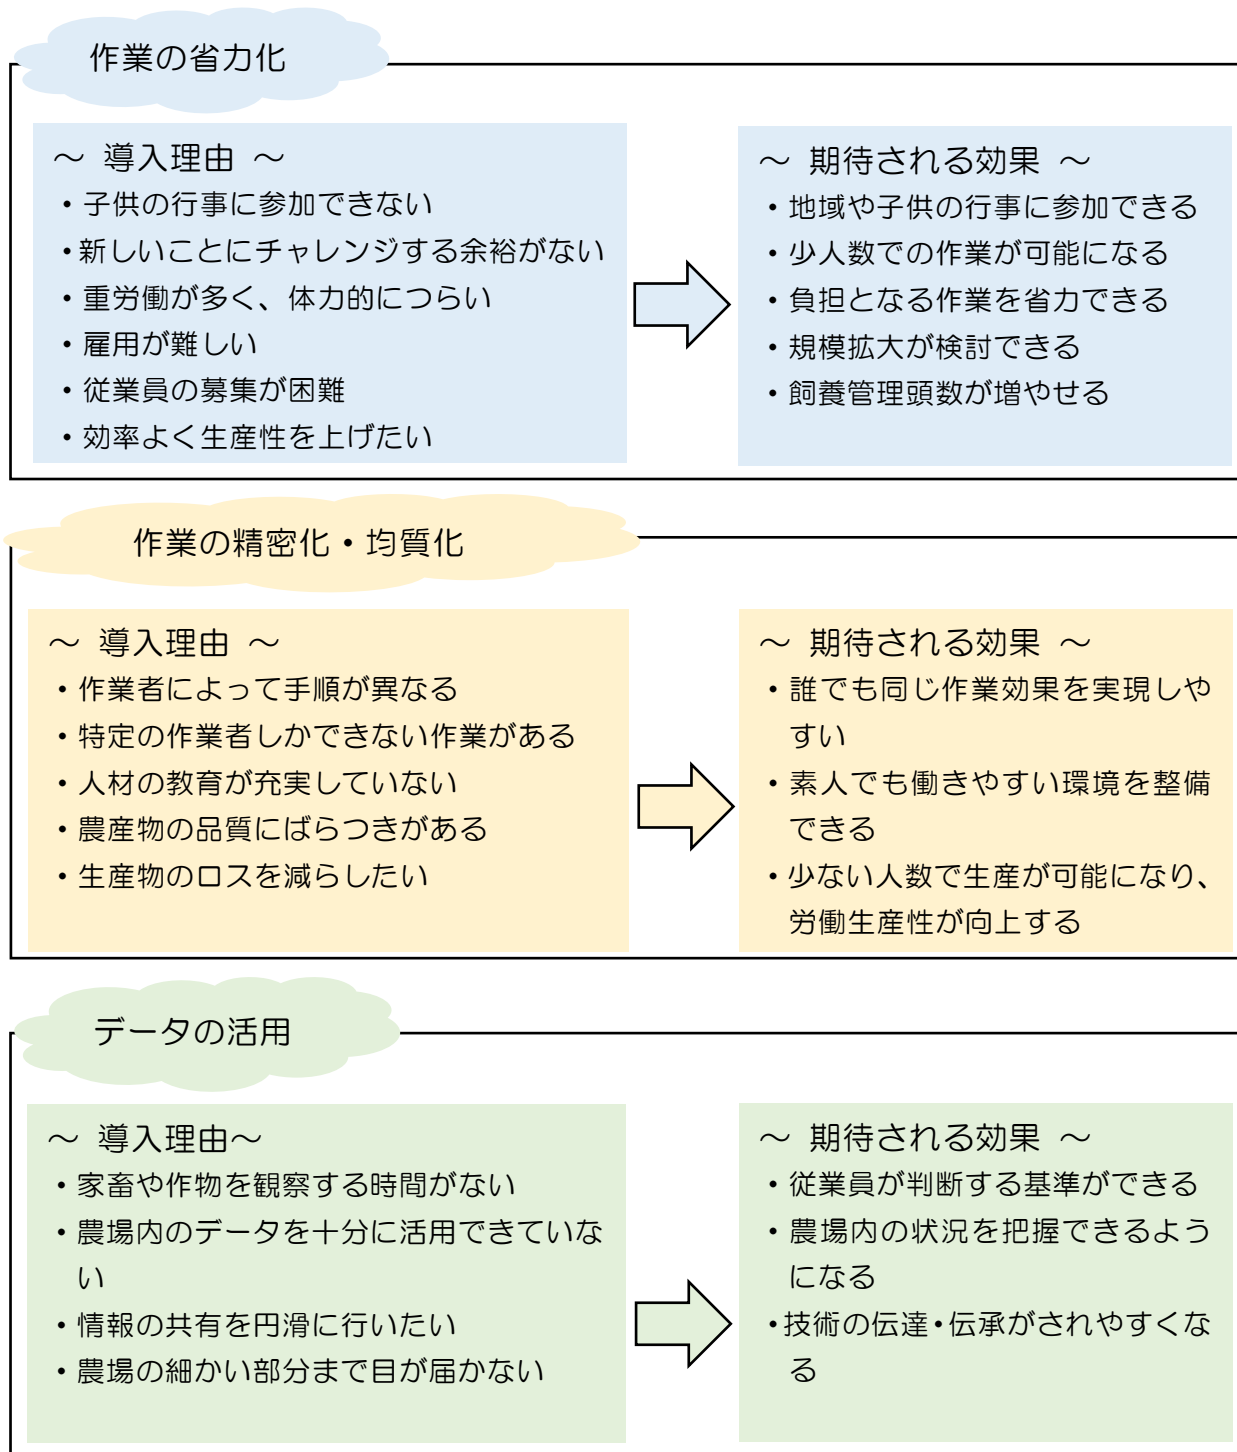 作業の省力化
～ 導入理由 ～
・子供の行事に参加できない
・新しいことにチャレンジする余裕がない
・重労働が多く、体力的につらい
・雇用が難しい
・従業員の募集が困難
・効率よく生産性を上げたい
～ 期待される効果 ～
・地域や子供の行事に参加できる
・少人数での作業が可能になる
・負担となる作業を省力できる
・規模拡大が検討できる
・飼養管理頭数が増やせる
作業の精密化・均質化
～ 導入理由 ～
・作業者によって手順が異なる
・特定の作業者しかできない作業がある
・人材の教育が充実していない
・農産物の品質にばらつきがある
・生産物のロスを減らしたい
～ 期待される効果 ～
・誰でも同じ作業効果を実現しや
すい
・素人でも働きやすい環境を整備
できる
・少ない人数で生産が可能になり、
労働生産性が向上する
データの活用
～ 導入理由～
・家畜や作物を観察する時間がない
・農場内のデータを十分に活用できていな
い
・情報の共有を円滑に行いたい
・農場の細かい部分まで目が届かない
～ 期待される効果 ～
・従業員が判断する基準ができる
・農場内の状況を把握できるよう
になる
・技術の伝達・伝承がされやすくな
る